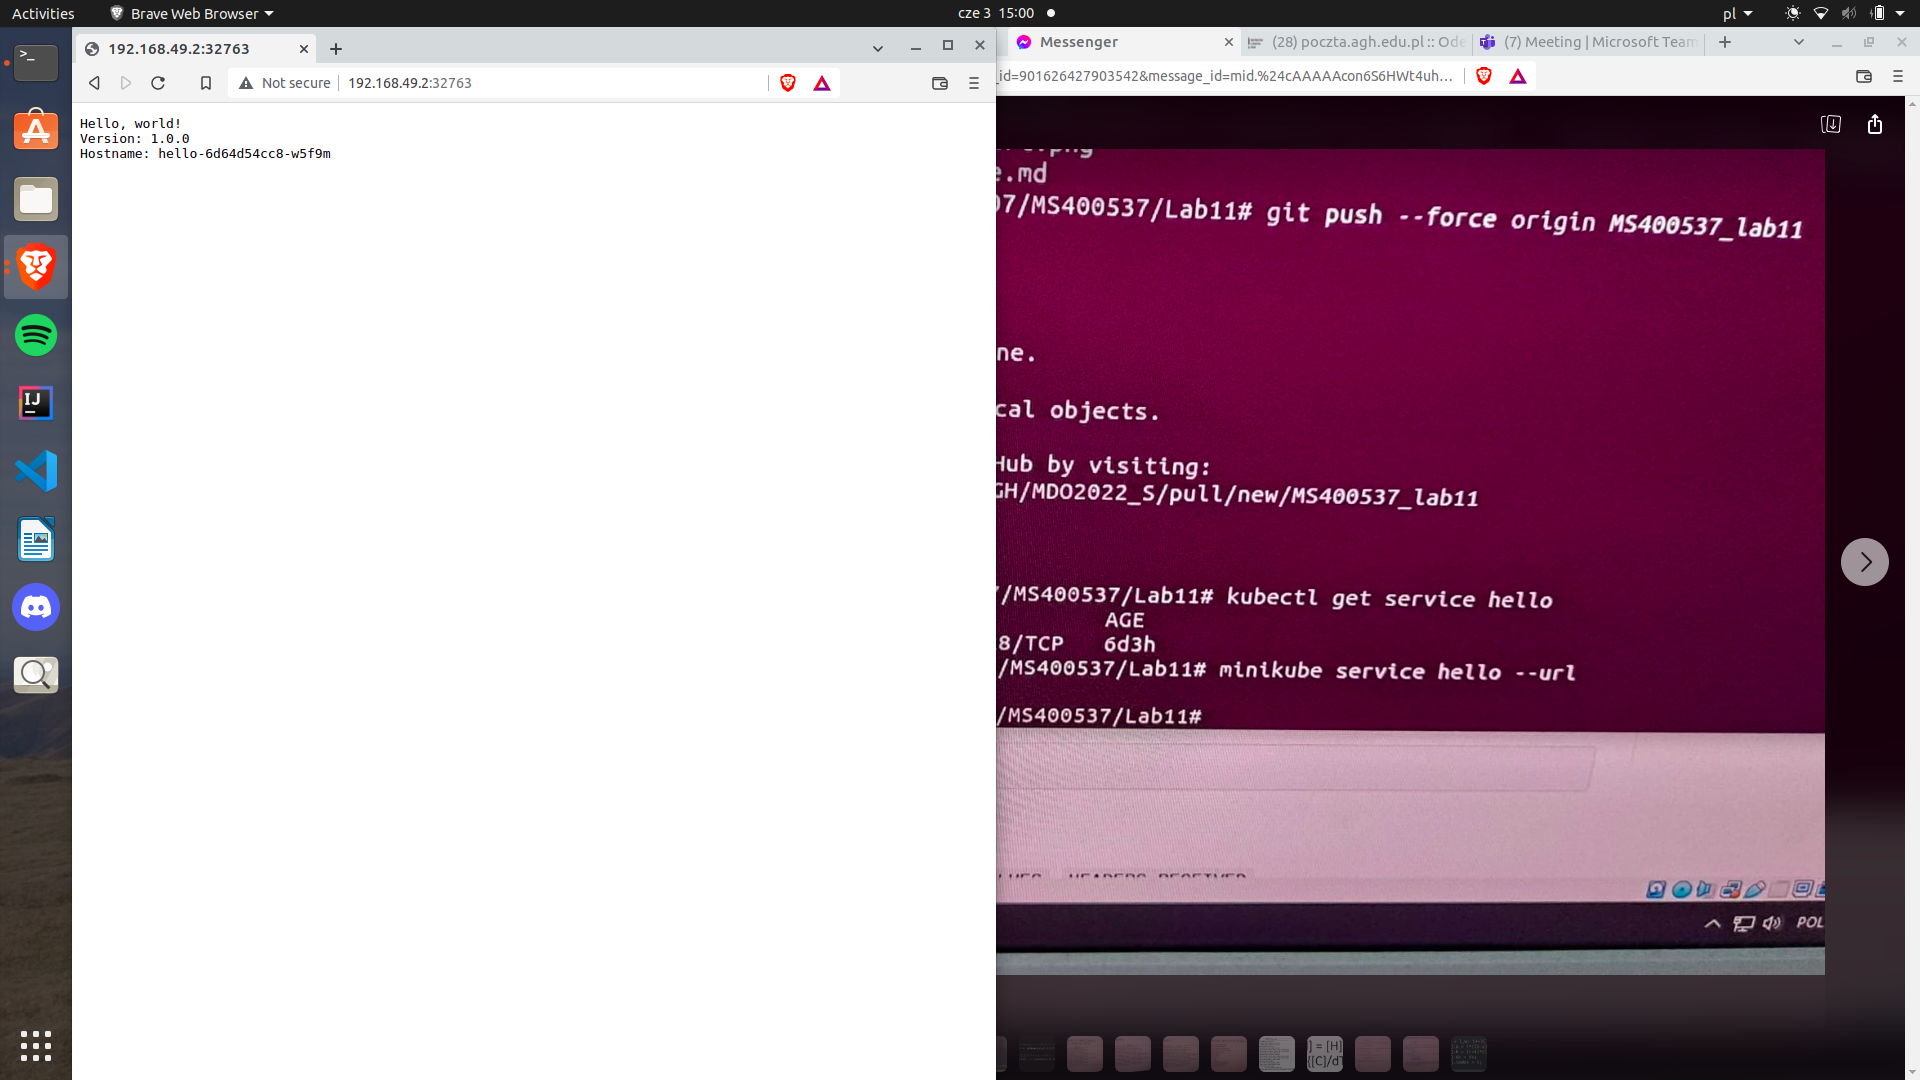 Activities
Brave Web Browser
cze 3 15:00
pl
192.168.49.2:32763
Not secure
192.168.49.2:32763
Hello, world!
Version: 1.0.0
Hostname: hello-6d64d54cc8-w5f9m
Messenger
(28) poczta.agh.edu.pl :: Ode
(7) Meeting | Microsoft Team
_id=901626427903542&message_id=mid.%24cAAAAAcon6S6HWt4uh...
e.md
07/MS400537/Lab11# git push --force origin MS400537_lab11
ne.
cal objects.
Hub by visiting:
GH/MDO2022_S/pull/new/MS400537_lab11
/MS400537/Lab11# kubectl get service hello
AGE
8/TCP 6d3h
/MS400537/Lab11# minikube service hello --url
/MS400537/Lab11#
POL
IJ
] = [H]
([C]/d